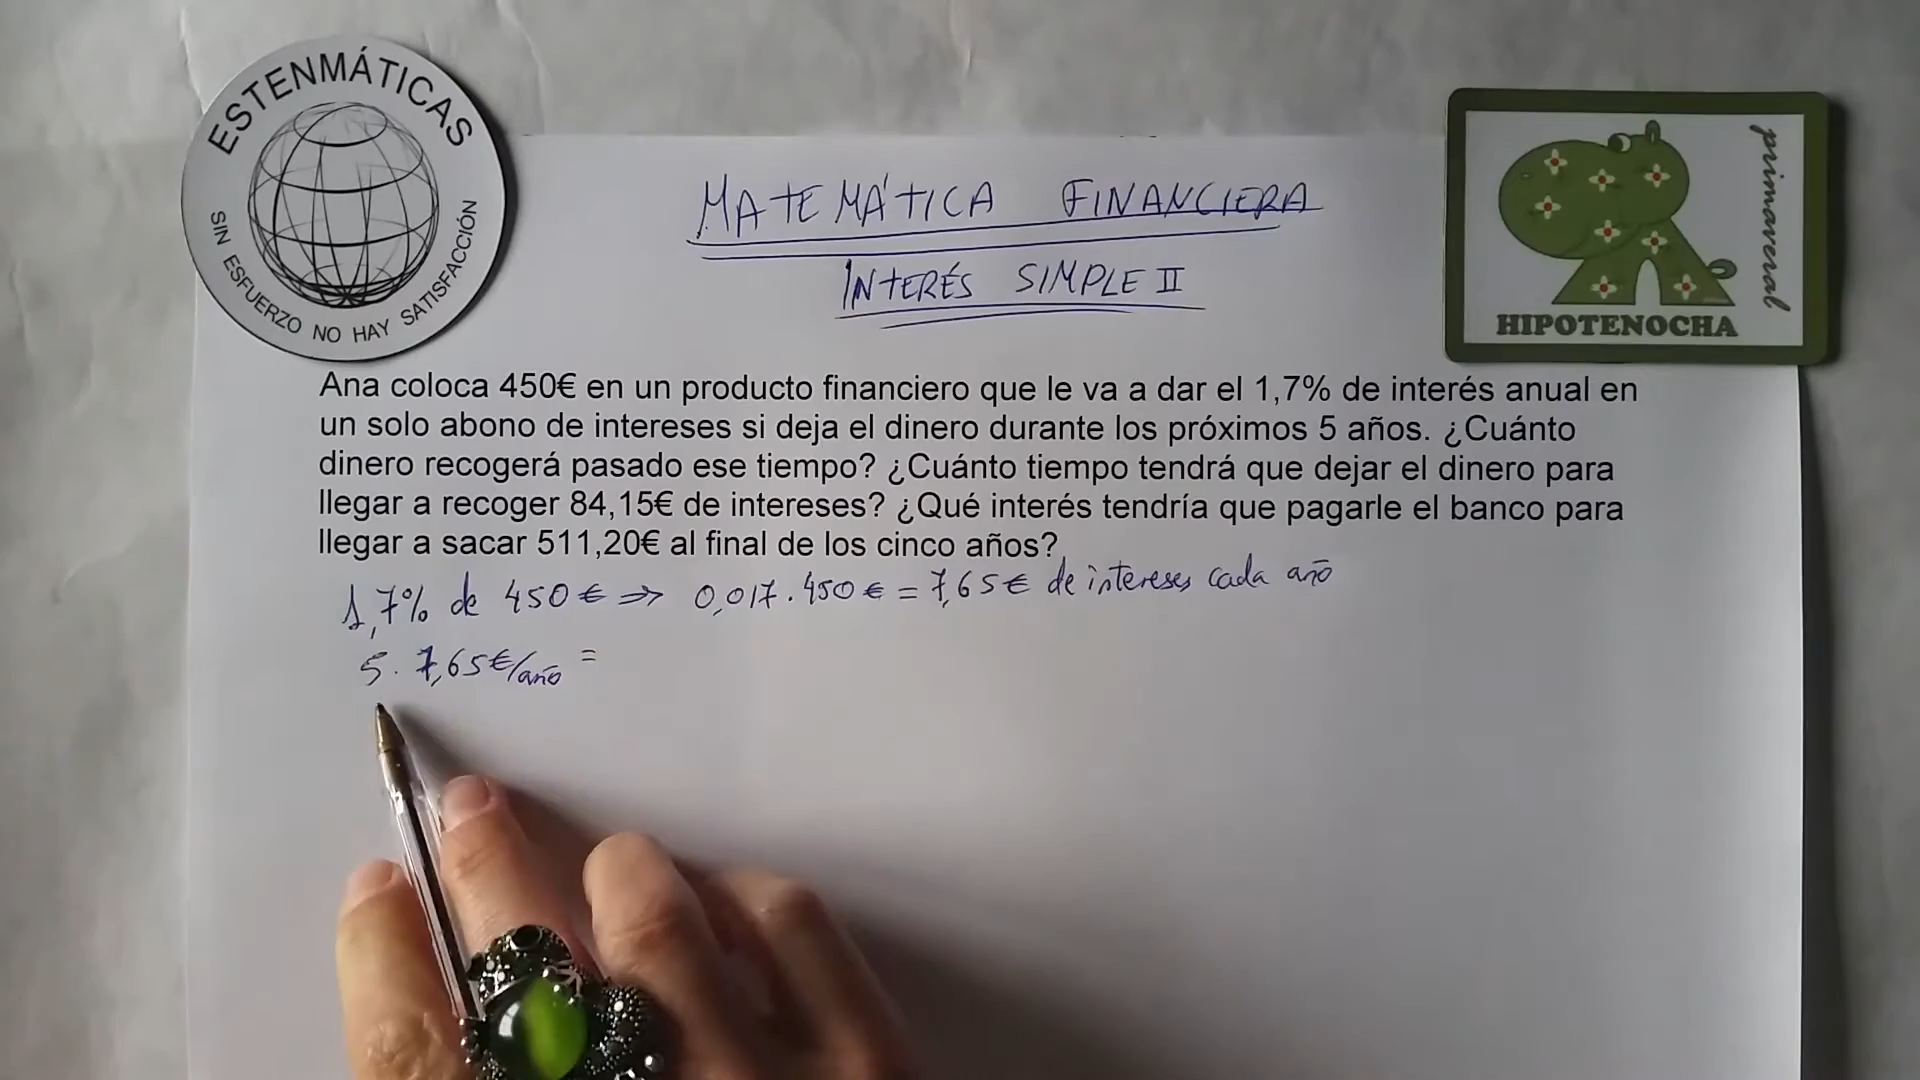 ESTENMÁTICAS
SIN ESFUERZO NO HAY SATISFACCIÓN
MATEMÁTICA FINANCIERA
INTERÉS SIMPLE II
primaveral
HIPOTENOCHA
Ana coloca 450€ en un producto financiero que le va a dar el 1,7% de interés anual en
un solo abono de intereses si deja el dinero durante los próximos 5 años. ¿Cuánto
dinero recogerá pasado ese tiempo? ¿Cuánto tiempo tendrá que dejar el dinero para
llegar a recoger 84,15€ de intereses? ¿Qué interés tendría que pagarle el banco para
llegar a sacar 511,20€ al final de los cinco años?
1,7% de 450€ ⇒ 0,017 · 450€ = 7,65€ de intereses cada año
5 · 7,65€/año =